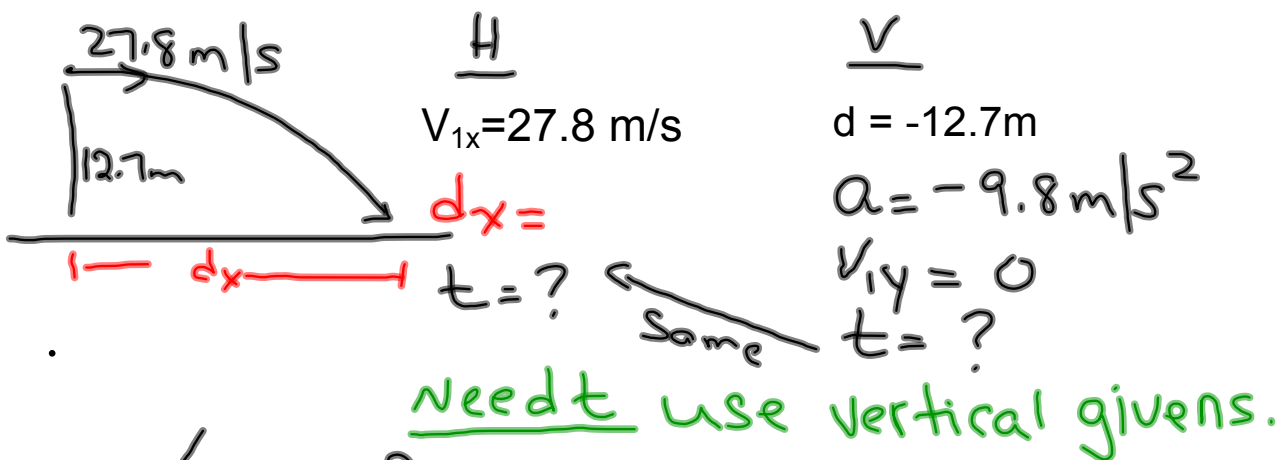 27.8 m/s
12.7m
dx
H
V₁ₓ=27.8 m/s
dx=
t=?
V
d = -12.7m
a=-9.8m/s²
V₁y = 0
t= ?
Same
Need t use vertical givens.